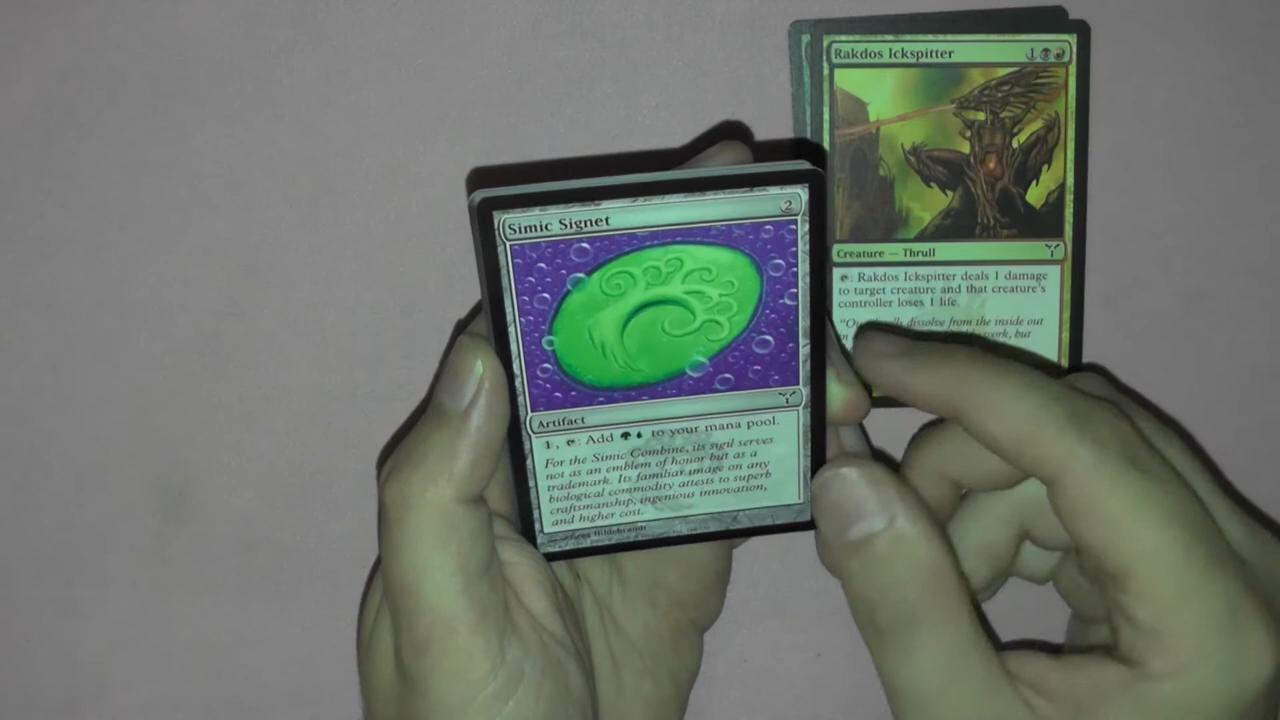 Simic Signet 2
Artifact
1, : Add to your mana pool.
For the Simic Combine, its sigil serves
not as an emblem of honor but as a
trademark. Its familiar image on any
biological commodity attests to superb
craftsmanship, ingenious innovation,
and higher cost.
Greg Hildebrandt
Rakdos Ickspitter 1
Creature — Thrull
: Rakdos Ickspitter deals 1 damage
to target creature and that creature's
controller loses 1 life.
dissolve from the inside out
but